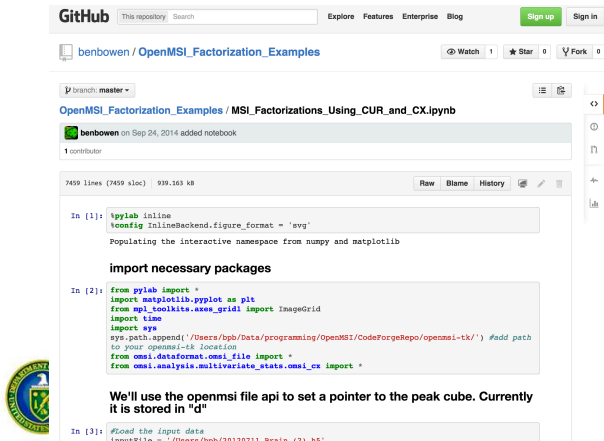 GitHub This repository Search Explore Features Enterprise Blog Sign up Sign in
benbowen / OpenMSI_Factorization_Examples Watch 1 Star 0 Fork 0
branch: master
OpenMSI_Factorization_Examples / MSI_Factorizations_Using_CUR_and_CX.ipynb
benbowen on Sep 24, 2014 added notebook
1 contributor
7459 lines (7459 sloc) 939.163 kB Raw Blame History
In [1]: %pylab inline
%config InlineBackend.figure_format = 'svg'
Populating the interactive namespace from numpy and matplotlib
import necessary packages
In [2]: from pylab import *
import matplotlib.pyplot as plt
from mpl_toolkits.axes_grid1 import ImageGrid
import time
import sys
sys.path.append('/Users/bpb/Data/programming/OpenMSI/CodeForgeRepo/openmsi-tk/') #add path
to your openmsi-tk location
from omsi.dataformat.omsi_file import *
from omsi.analysis.multivariate_stats.omsi_cx import *
We'll use the openmsi file api to set a pointer to the peak cube. Currently
it is stored in "d"
In [3]: #Load the input data